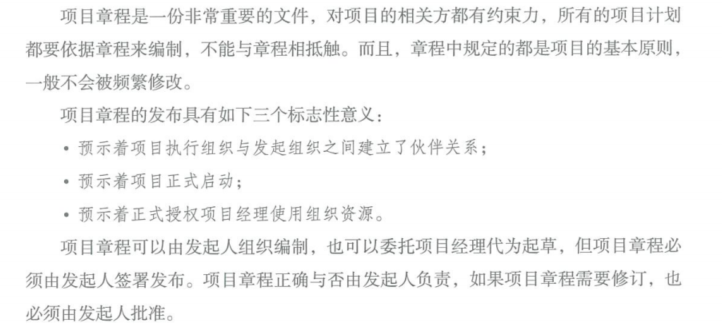 项目章程是一份非常重要的文件，对项目的相关方都有约束力，所有的项目计划
都要依据章程来编制，不能与章程相抵触。而且，章程中规定的都是项目的基本原则，
一般不会被频繁修改。
项目章程的发布具有如下三个标志性意义：
• 预示着项目执行组织与发起组织之间建立了伙伴关系；
• 预示着项目正式启动；
• 预示着正式授权项目经理使用组织资源。
项目章程可以由发起人组织编制，也可以委托项目经理代为起草，但项目章程必
须由发起人签署发布。项目章程正确与否由发起人负责，如果项目章程需要修订，也
必须由发起人批准。